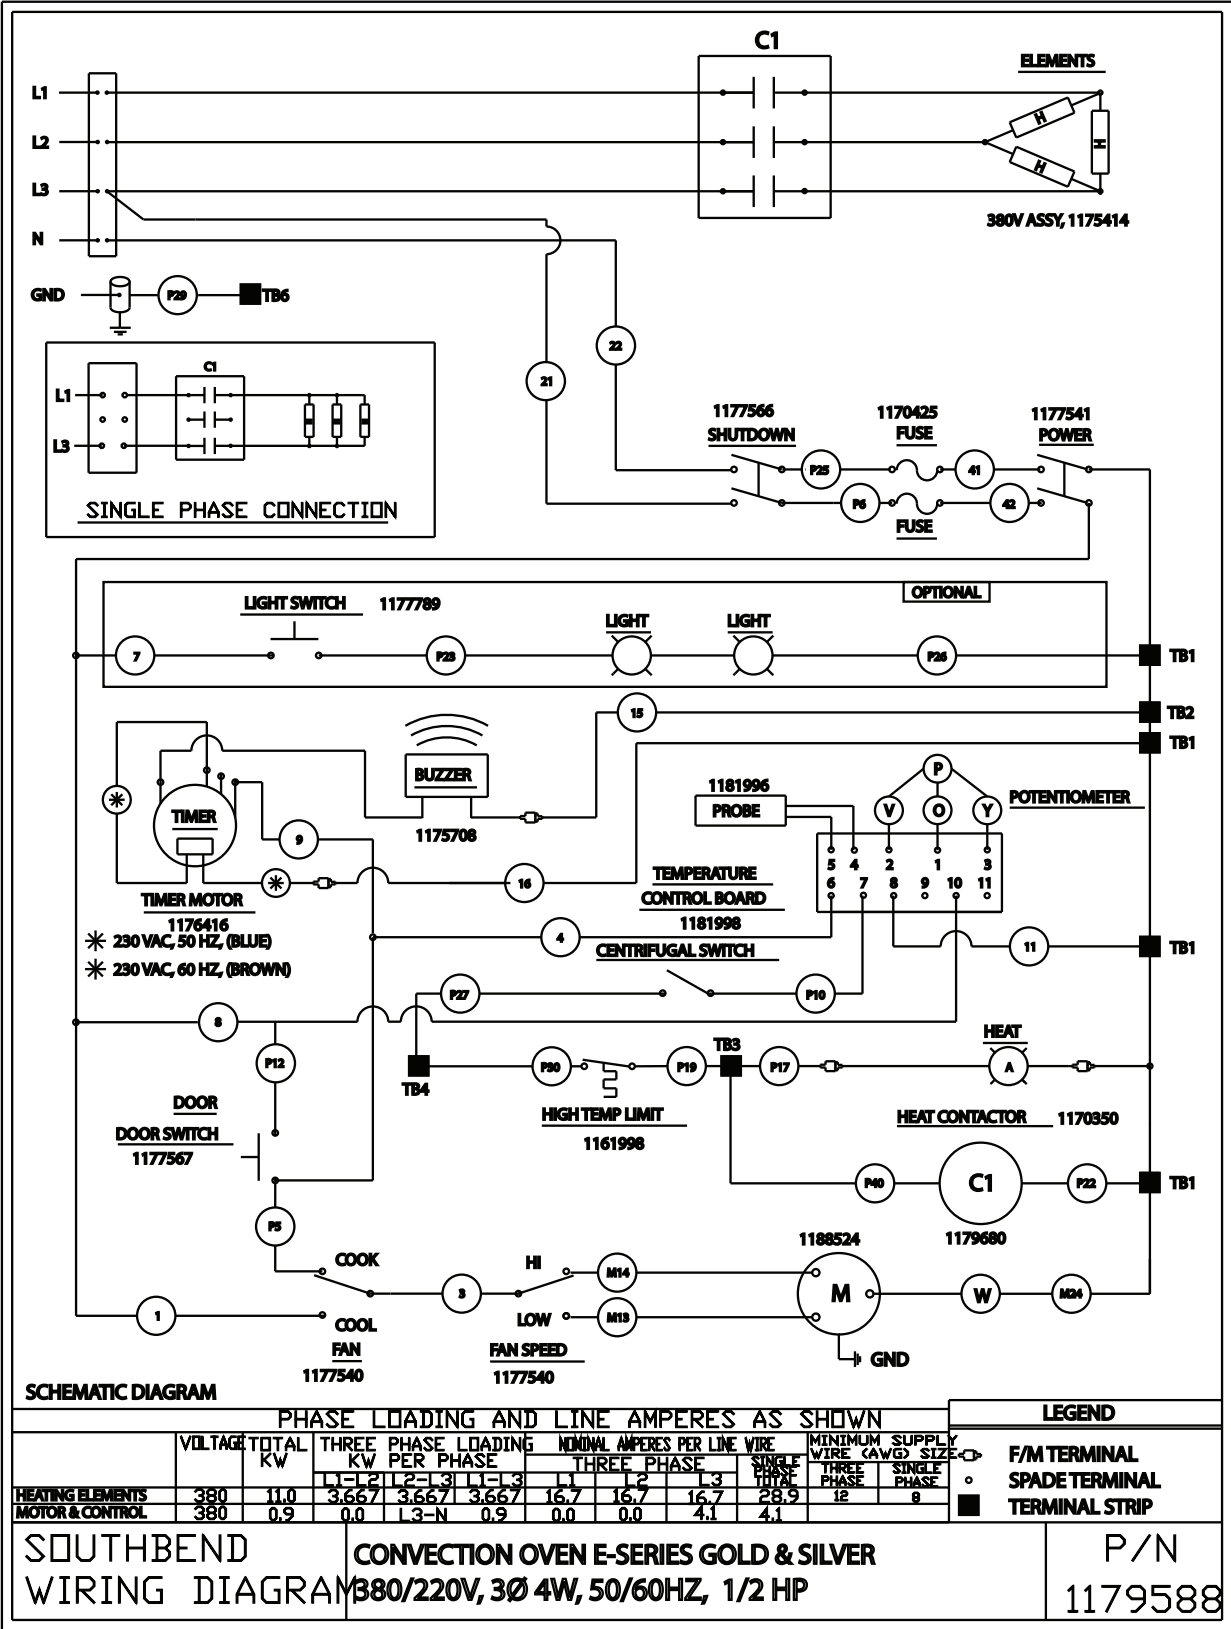 C1
ELEMENTS
L1
H
L2
H
H
L3
380V ASSY, 1175414
N
GND
P29
TB6
22
21
C1
L1
L3
SINGLE PHASE CONNECTION
1177566
SHUTDOWN
1170425
FUSE
1177541
POWER
P25
41
P6
42
FUSE
OPTIONAL
LIGHT SWITCH 1177789
LIGHT
LIGHT
7
P23
P26
TB1
15
TB2
TB1
BUZZER
1175708
1181996
PROBE
P
V O Y
POTENTIOMETER
TIMER
9
5 4 2 1 3
6 7 8 9 10 11
16
TEMPERATURE
CONTROL BOARD
1181998
TIMER MOTOR
1176416
230 VAC, 50 HZ, (BLUE)
230 VAC, 60 HZ, (BROWN)
4
11
TB1
CENTRIFUGAL SWITCH
P27
P10
8
P12
HEAT
TB3
TB4
P30
P19
P17
A
HIGH TEMP LIMIT
1161998
DOOR
DOOR SWITCH
1177567
HEAT CONTACTOR 1170350
P40
C1
P22
TB1
1179680
P5
COOK
HI
M14
1188524
3
M
W
M24
1
COOL
LOW
M13
FAN
1177540
FAN SPEED
1177540
GND
SCHEMATIC DIAGRAM
PHASE LOADING AND LINE AMPERES AS SHOWN
VOLTAGE
TOTAL KW
THREE PHASE LOADING
KW PER PHASE
NOMINAL AMPERES PER LINE WIRE
THREE PHASE
SINGLE PHASE TOTAL
MINIMUM SUPPLY
WIRE (AWG) SIZE
THREE PHASE
SINGLE PHASE
L1-L2 L2-L3 L1-L3 L1 L2 L3
HEATING ELEMENTS 380 11.0 3.667 3.667 3.667 16.7 16.7 16.7 28.9 12 8
MOTOR & CONTROL 380 0.9 0.0 L3-N 0.9 0.0 0.0 4.1 4.1
LEGEND
F/M TERMINAL
SPADE TERMINAL
TERMINAL STRIP
SOUTHBEND
WIRING DIAGRAM
CONVECTION OVEN E-SERIES GOLD & SILVER
380/220V, 3Ø 4W, 50/60HZ, 1/2 HP
P/N
1179588